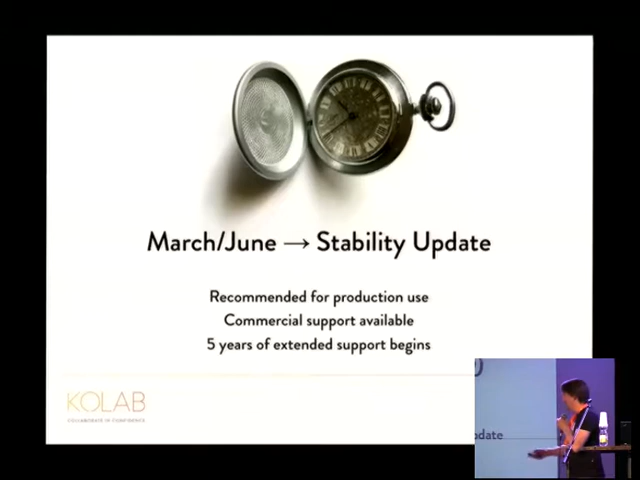 March/June → Stability Update
Recommended for production use
Commercial support available
5 years of extended support begins
KOLAB
COLLABORATE IN CONFIDENCE
pdate